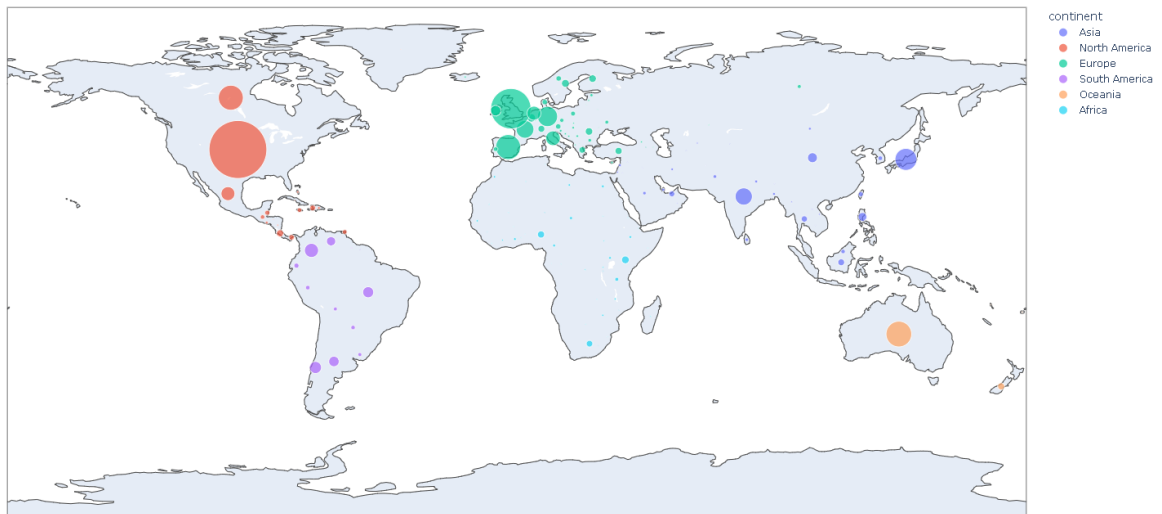 continent
Asia
North America
Europe
South America
Oceania
Africa